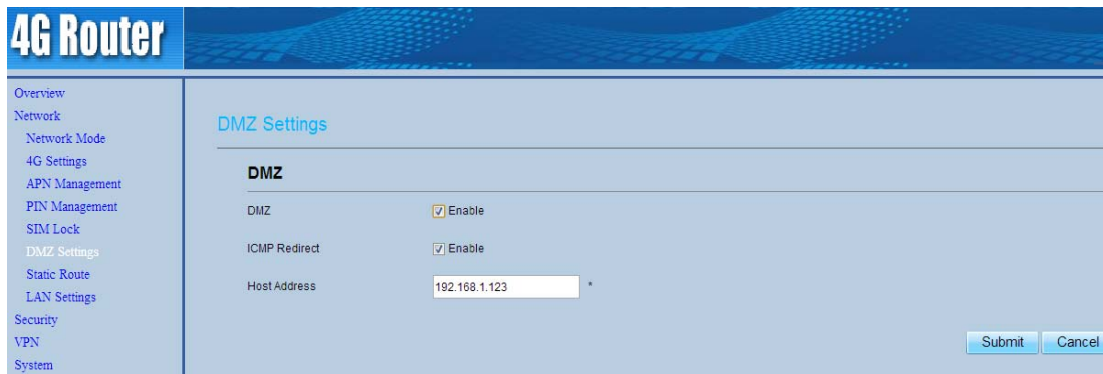 4G Router
Overview
Network
Network Mode
4G Settings
APN Management
PIN Management
SIM Lock
DMZ Settings
Static Route
LAN Settings
Security
VPN
System
DMZ Settings
DMZ
DMZ Enable
ICMP Redirect Enable
Host Address 192.168.1.123 *
Submit Cancel